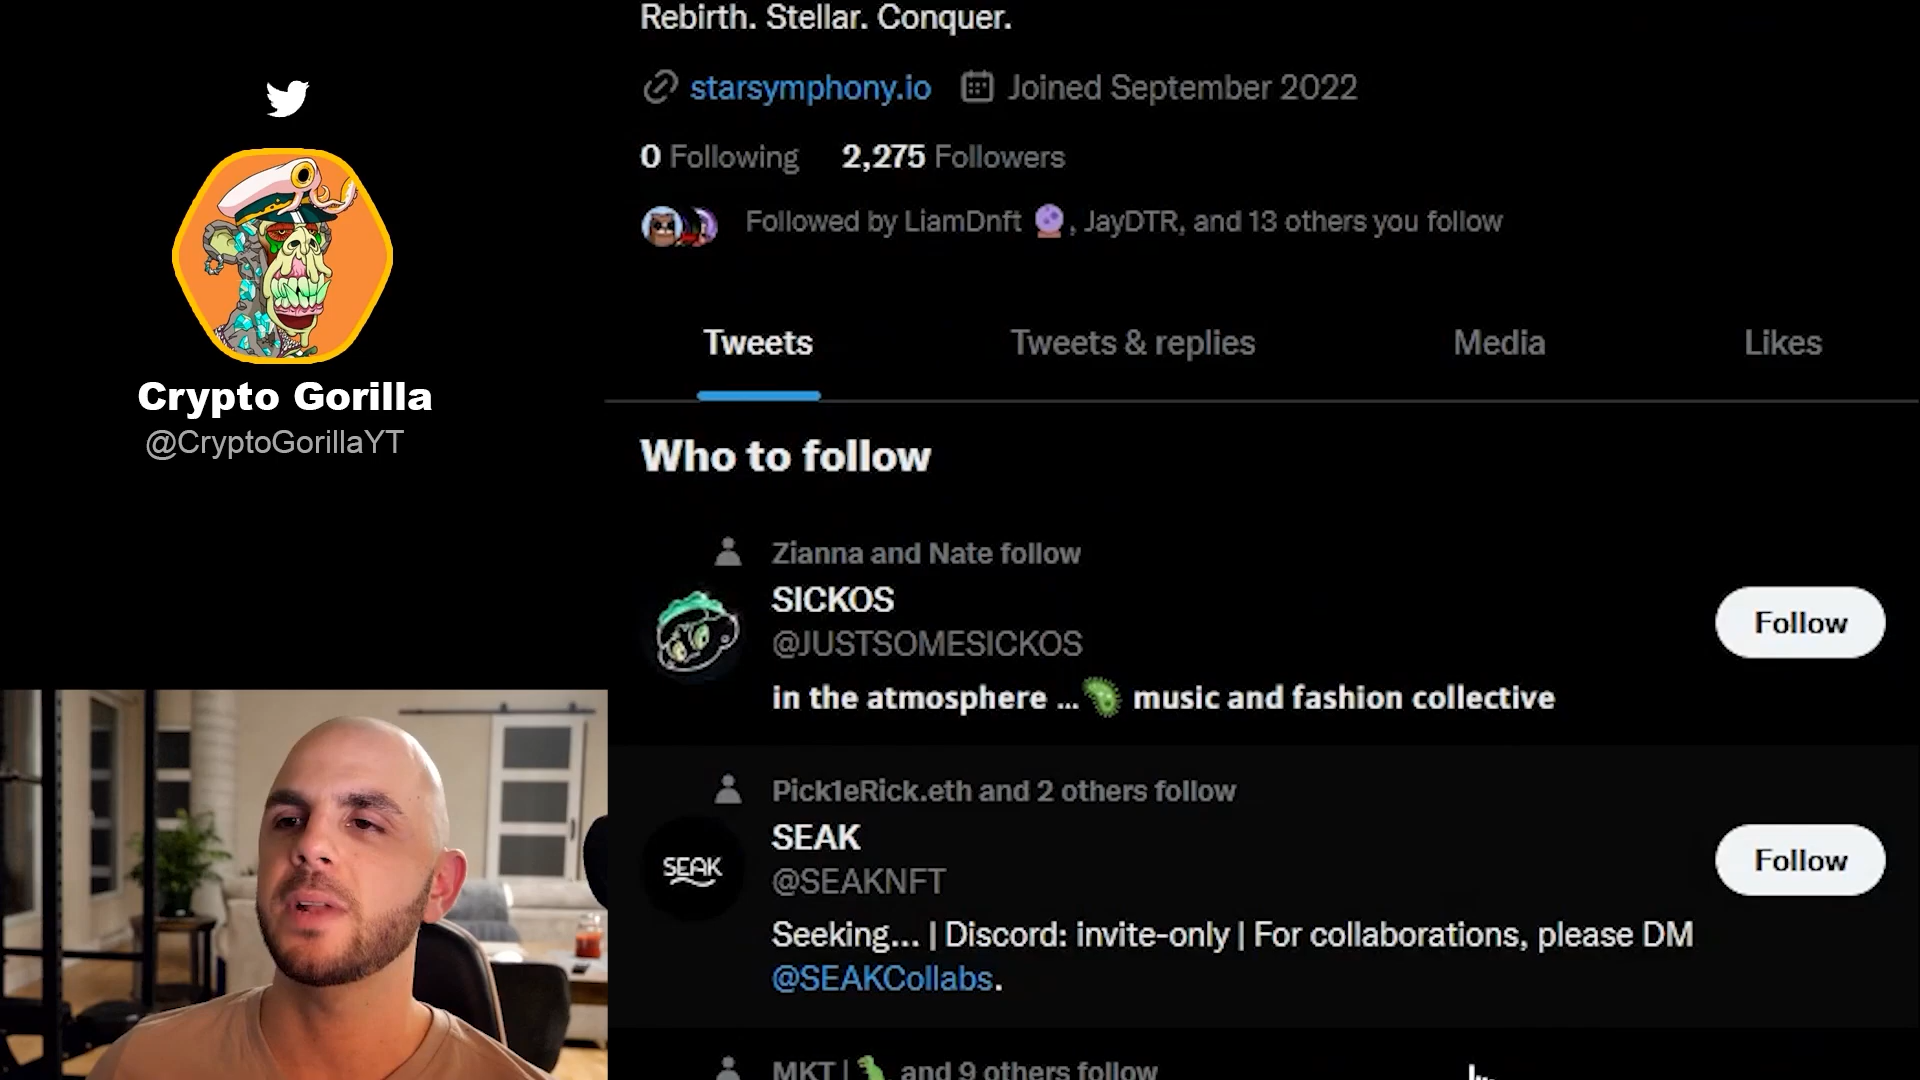 Rebirth. Stellar. Conquer.
starsymphony.io Joined September 2022
0 Following 2,275 Followers
Followed by LiamDnft 🔮, JayDTR, and 13 others you follow
Tweets Tweets & replies Media Likes
Crypto Gorilla
@CryptoGorillaYT
Who to follow
Zianna and Nate follow
SICKOS
@JUSTSOMESICKOS
Follow
in the atmosphere ...🦠 music and fashion collective
Pick1eRick.eth and 2 others follow
SEAK
SEAK
@SEAKNFT
Follow
Seeking... | Discord: invite-only | For collaborations, please DM
@SEAKCollabs.
MKT | 🦖 and 9 others follow